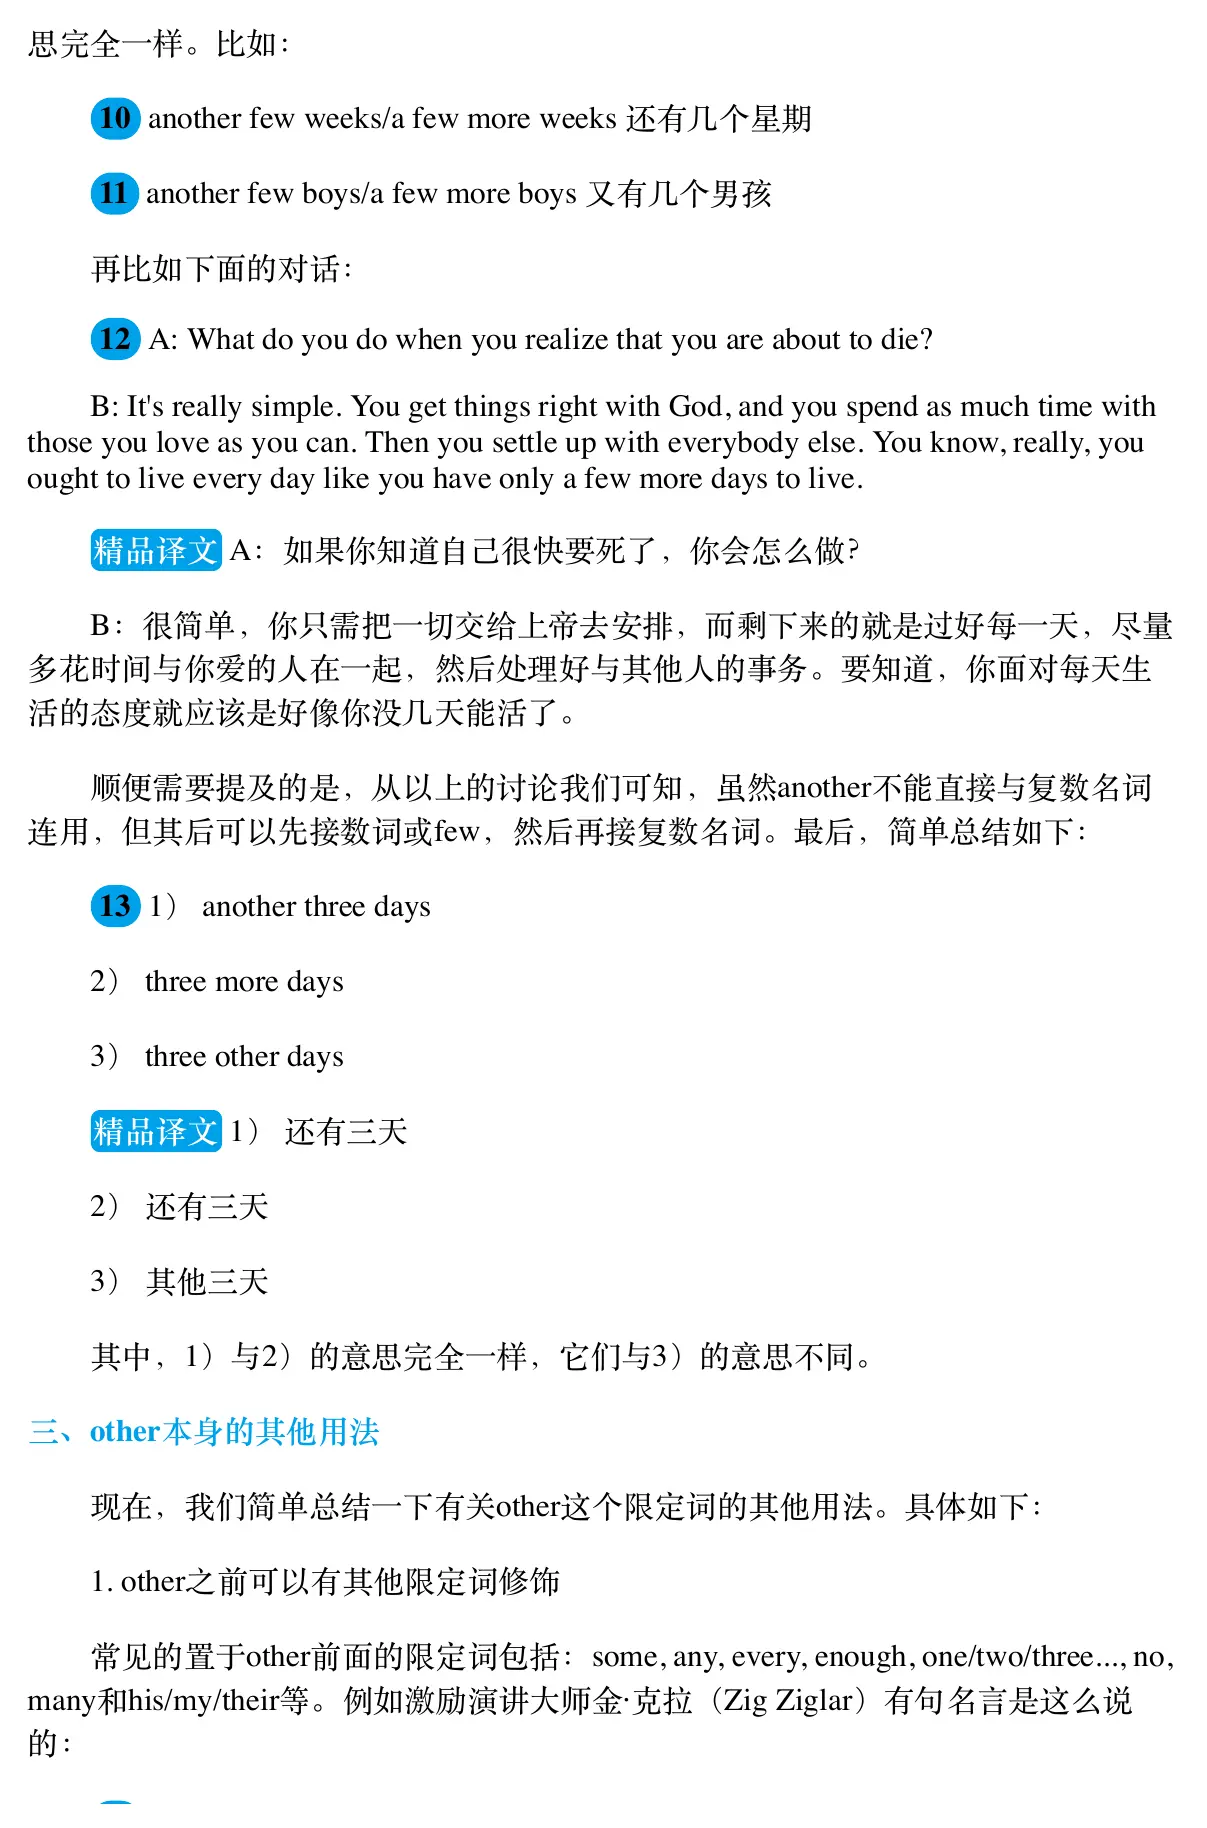 思完全一样。比如：
10 another few weeks/a few more weeks 还有几个星期
11 another few boys/a few more boys 又有几个男孩
再比如下面的对话：
12 A: What do you do when you realize that you are about to die?
B: It's really simple. You get things right with God, and you spend as much time with
those you love as you can. Then you settle up with everybody else. You know, really, you
ought to live every day like you have only a few more days to live.
精品译文 A：如果你知道自己很快要死了，你会怎么做？
B：很简单，你只需把一切交给上帝去安排，而剩下来的就是过好每一天，尽量
多花时间与你爱的人在一起，然后处理好与其他人的事务。要知道，你面对每天生
活的态度就应该是好像你没几天能活了。
顺便需要提及的是，从以上的讨论我们可知，虽然another不能直接与复数名词
连用，但其后可以先接数词或few，然后再接复数名词。最后，简单总结如下：
13 1） another three days
2） three more days
3） three other days
精品译文 1） 还有三天
2） 还有三天
3） 其他三天
其中，1）与2）的意思完全一样，它们与3）的意思不同。
三、other本身的其他用法
现在，我们简单总结一下有关other这个限定词的其他用法。具体如下：
1. other之前可以有其他限定词修饰
常见的置于other前面的限定词包括：some, any, every, enough, one/two/three..., no,
many和his/my/their等。例如激励演讲大师金·克拉（Zig Ziglar）有句名言是这么说
的：